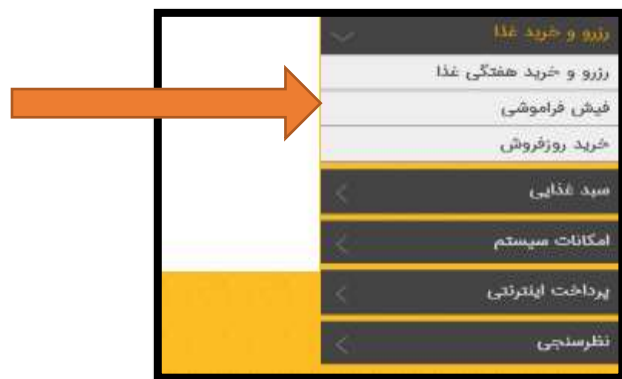 رزرو و خرید غذا
رزرو و خرید هفتگی غذا
فیش فراموشی
خرید روزفروش
سبد غذایی
امکانات سیستم
پرداخت اینترنتی
نظرسنجی